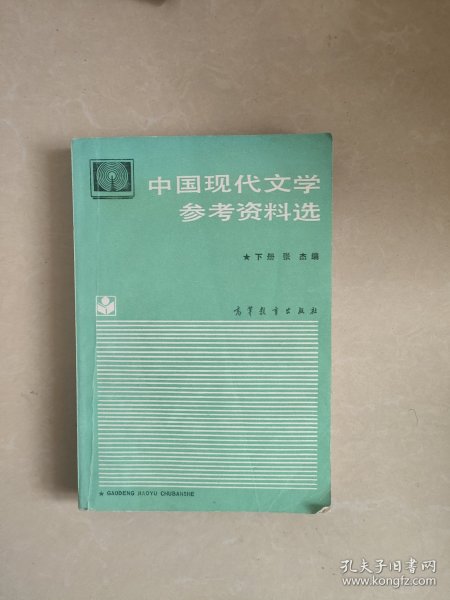 中国现代文学
参考资料选
★下册 张 杰编
高等教育出版社
★ GAODENG JIAOYU CHUBANSHE
孔夫子旧书网
www.kongfz.com